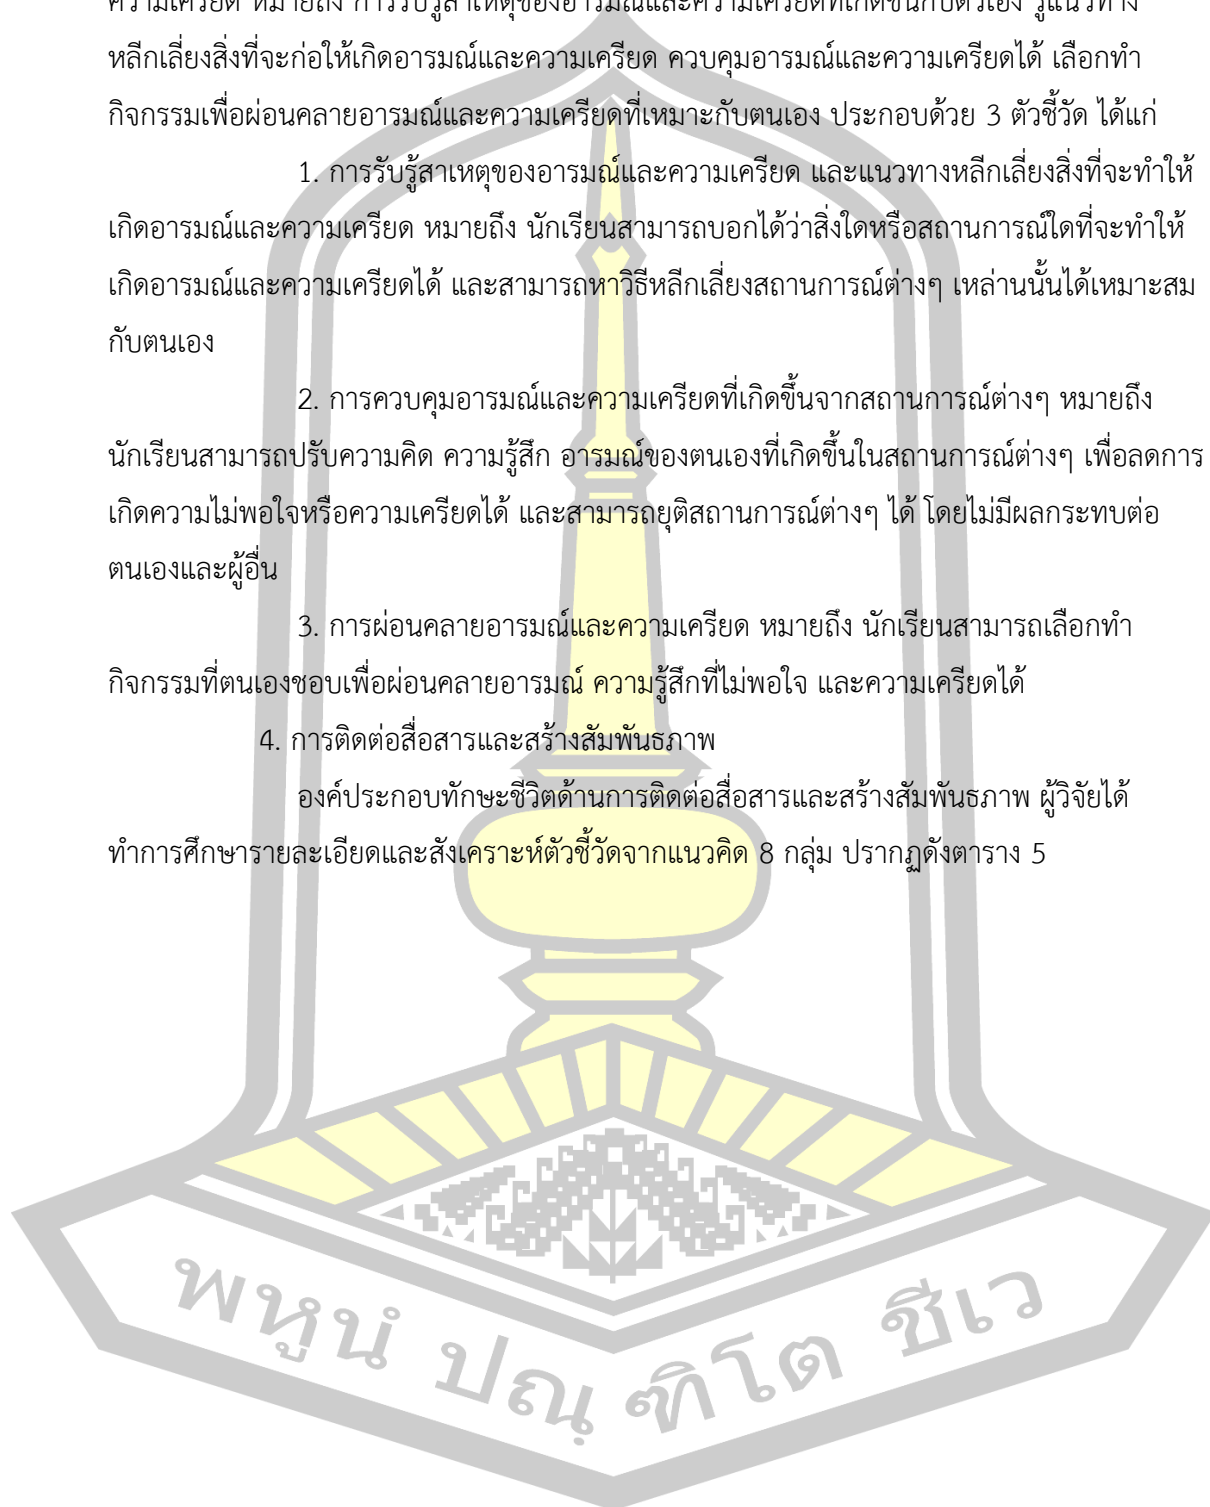 ความเครียด หมายถึง การรับรู้สาเหตุของอารมณ์และความเครียดที่เกิดขึ้นกับตัวเอง รู้แนวทาง
หลีกเลี่ยงสิ่งที่จะก่อให้เกิดอารมณ์และความเครียด ควบคุมอารมณ์และความเครียดได้ เลือกทำ
กิจกรรมเพื่อผ่อนคลายอารมณ์และความเครียดที่เหมาะกับตนเอง ประกอบด้วย 3 ตัวชี้วัด ได้แก่
1. การรับรู้สาเหตุของอารมณ์และความเครียด และแนวทางหลีกเลี่ยงสิ่งที่จะทำให้
เกิดอารมณ์และความเครียด หมายถึง นักเรียนสามารถบอกได้ว่าสิ่งใดหรือสถานการณ์ใดที่จะทำให้
เกิดอารมณ์และความเครียดได้ และสามารถหาวิธีหลีกเลี่ยงสถานการณ์ต่างๆ เหล่านนั้นได้เหมาะสม
กับตนเอง
2. การควบคุมอารมณ์และความเครียดที่เกิดขึ้นจากสถานการณ์ต่างๆ หมายถึง
นักเรียนสามารถปรับความคิด ความรู้สึก อารมณ์ของตนเองที่เกิดขึ้นในสถานการณ์ต่างๆ เพื่อลดการ
เกิดความไม่พอใจหรือความเครียดได้ และสามารถยุติสถานการณ์ต่างๆ ได้ โดยไม่มีผลกระทบต่อ
ตนเองและผู้อื่น
3. การผ่อนคลายอารมณ์และความเครียด หมายถึง นักเรียนสามารถเลือกทำ
กิจกรรมที่ตนเองชอบเพื่อผ่อนคลายอารมณ์ ความรู้สึกที่ไม่พอใจ และความเครียดได้
4. การติดต่อสื่อสารและสร้างสัมพันธภาพ
องค์ประกอบทักษะชีวิตด้านการติดต่อสื่อสารและสร้างสัมพันธภาพ ผู้วิจัยได้
ทำการศึกษารายละเอียดและสังเคราะห์ตัวชี้วัดจากแนวคิด 8 กลุ่ม ปรากฏดังตาราง 5
พหูนํ ปณฺฑิโต ชีเว